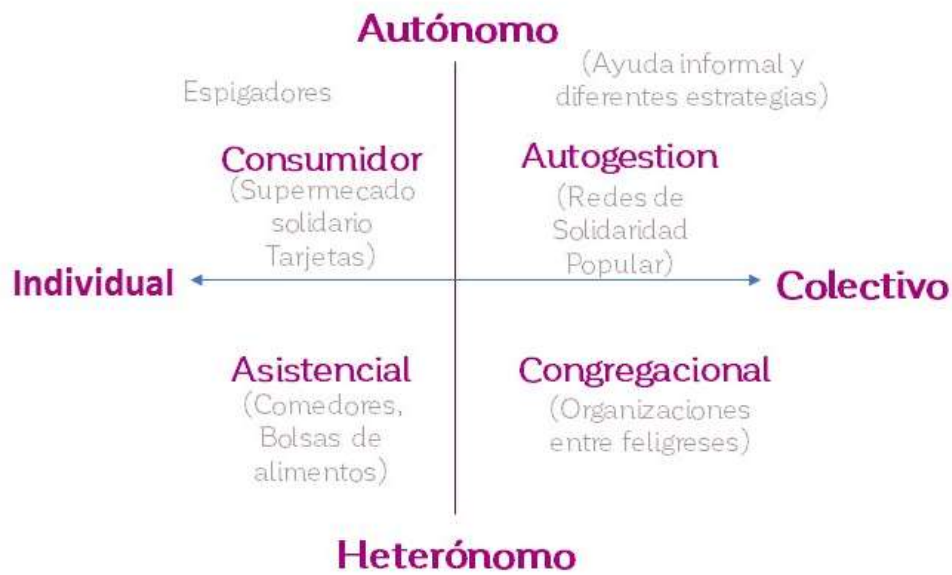 Autónomo
Espigadores
(Ayuda informal y
diferentes estrategias)
Consumidor
(Supermecado
solidario
Tarjetas)
Autogestion
(Redes de
Solidaridad
Popular)
Individual
Colectivo
Asistencial
(Comedores,
Bolsas de
alimentos)
Congregacional
(Organizaciones
entre feligreses)
Heterónomo